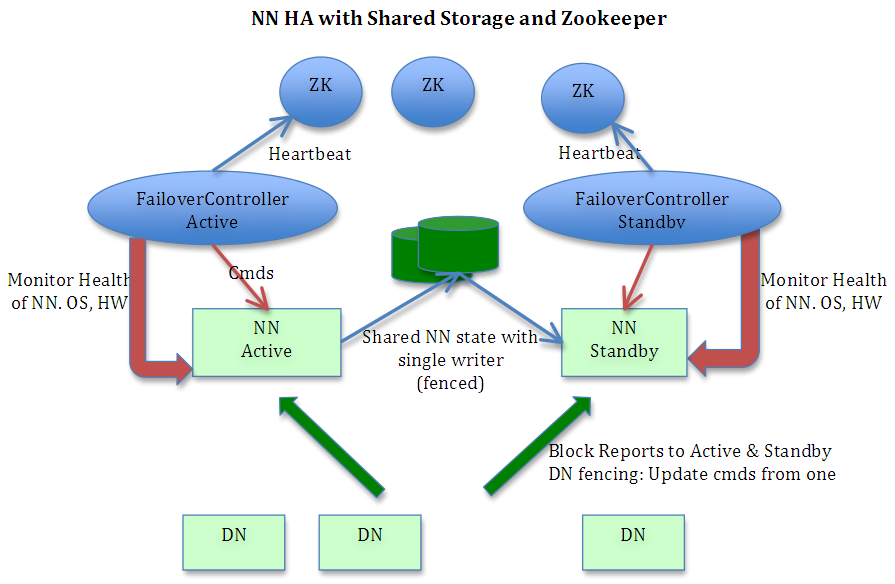 NN HA with Shared Storage and Zookeeper
ZK
ZK
ZK
Heartbeat
Heartbeat
FailoverController
Active
FailoverController
Standby
Cmds
Monitor Health
of NN. OS, HW
Monitor Health
of NN. OS, HW
NN
Active
Shared NN state with
single writer
(fenced)
NN
Standby
Block Reports to Active & Standby
DN fencing: Update cmds from one
DN
DN
DN